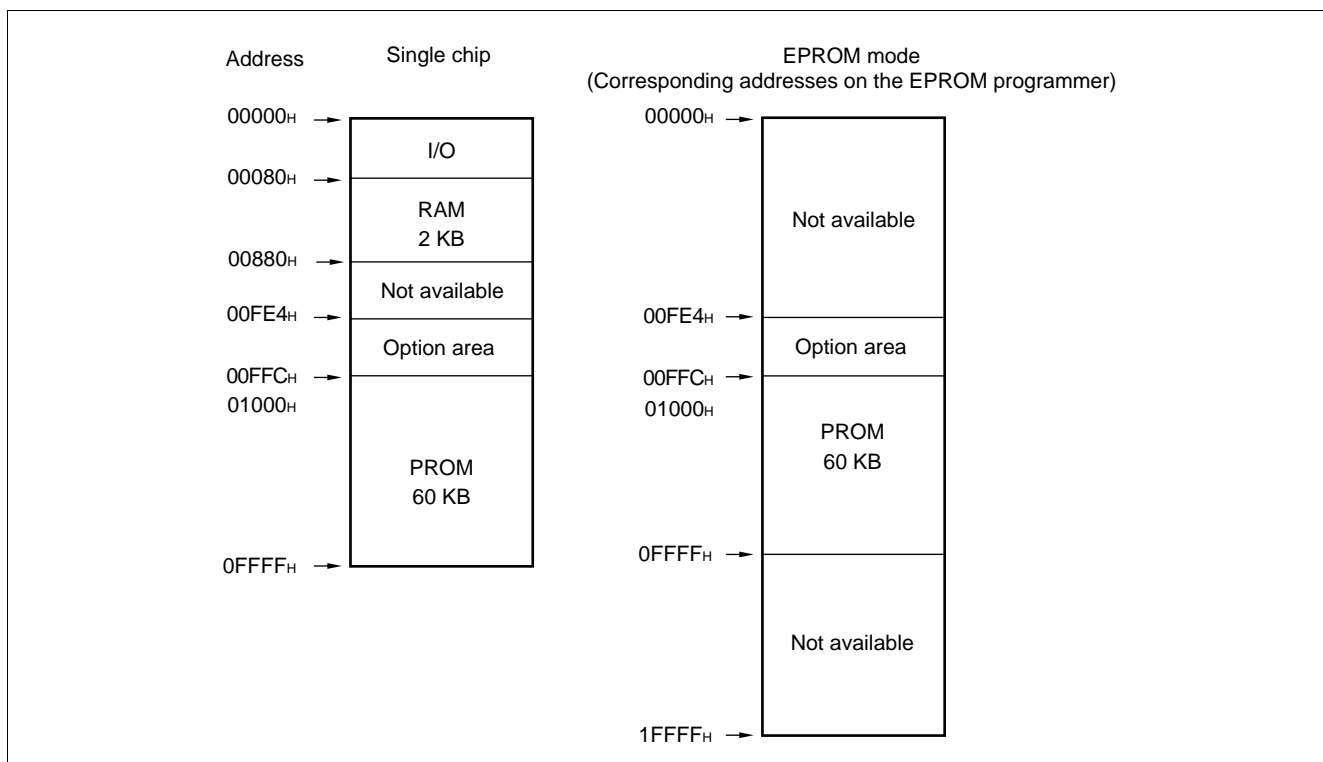 Address
Single chip
00000H
I/O
00080H
RAM
2 KB
00880H
Not available
00FE4H
Option area
00FFCH
01000H
PROM
60 KB
0FFFFH
EPROM mode
(Corresponding addresses on the EPROM programmer)
00000H
Not available
00FE4H
Option area
00FFCH
01000H
PROM
60 KB
0FFFFH
Not available
1FFFFH